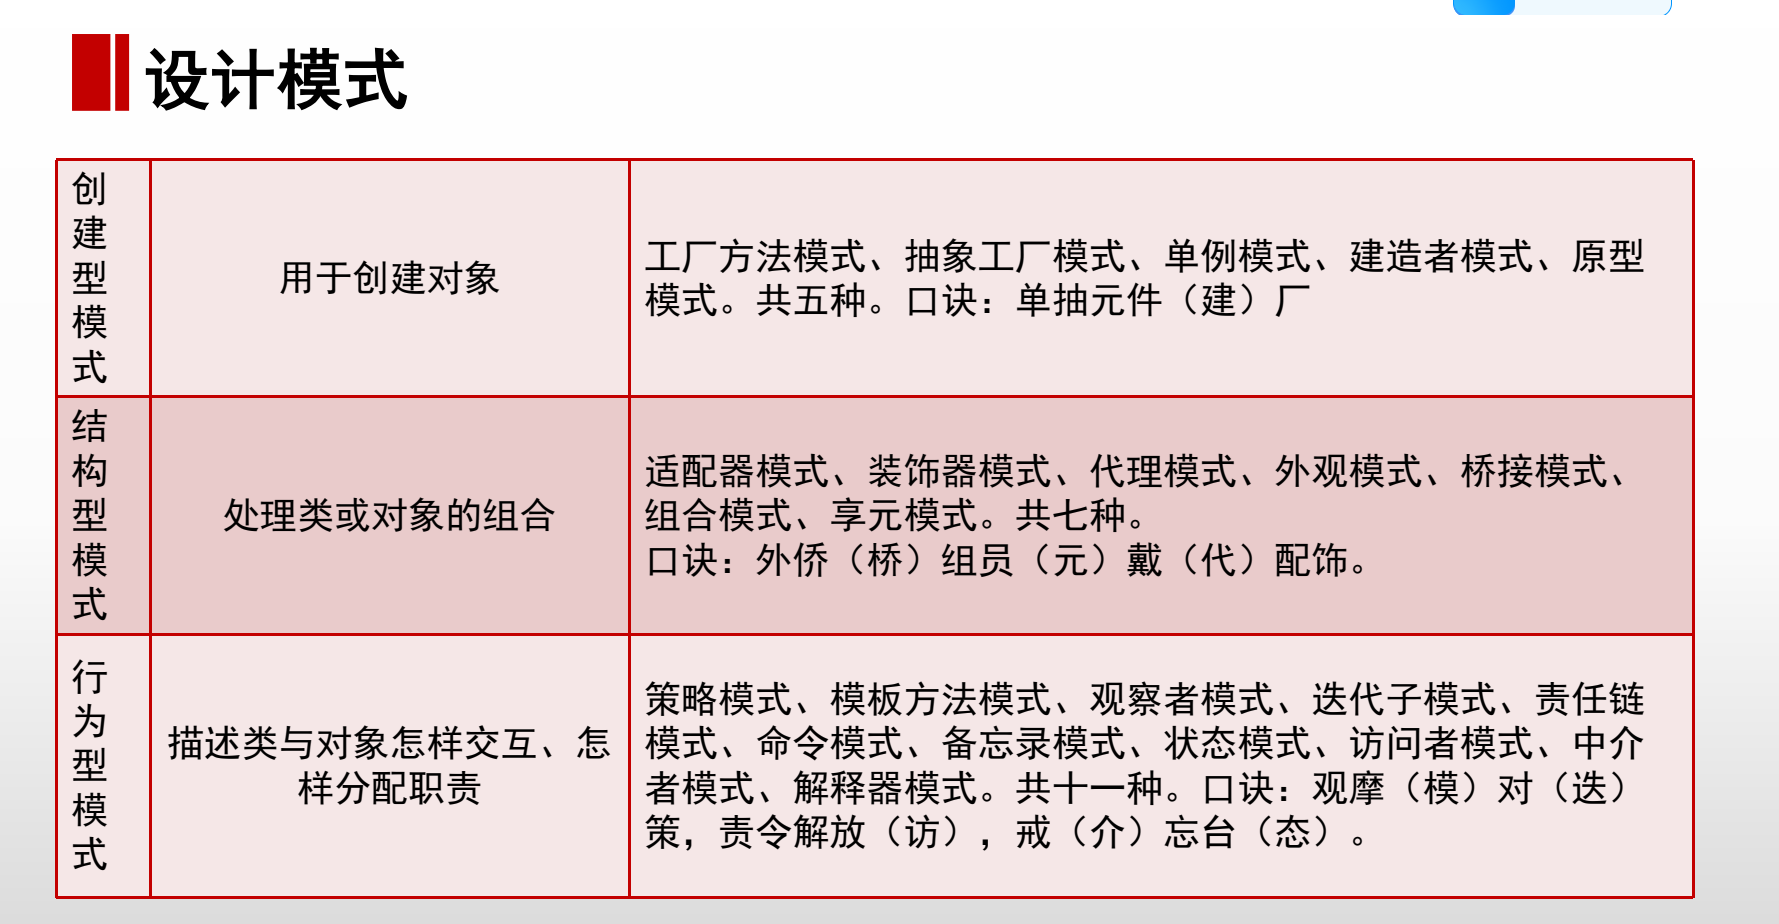 设计模式
创
建
型
模
式
用于创建对象
工厂方法模式、抽象工厂模式、单例模式、建造者模式、原型
模式。共五种。口诀：单抽元件（建）厂
结
构
型
模
式
处理类或对象的组合
适配器模式、装饰器模式、代理模式、外观模式、桥接模式、
组合模式、享元模式。共七种。
口诀：外侨（桥）组员（元）戴（代）配饰。
行
为
型
模
式
描述类与对象怎样交互、怎
样分配职责
策略模式、模板方法模式、观察者模式、迭代子模式、责任链
模式、命令模式、备忘录模式、状态模式、访问者模式、中介
者模式、解释器模式。共十一种。口诀：观摩（模）对（迭）
策，责令解放（访），戒（介）忘台（态）。